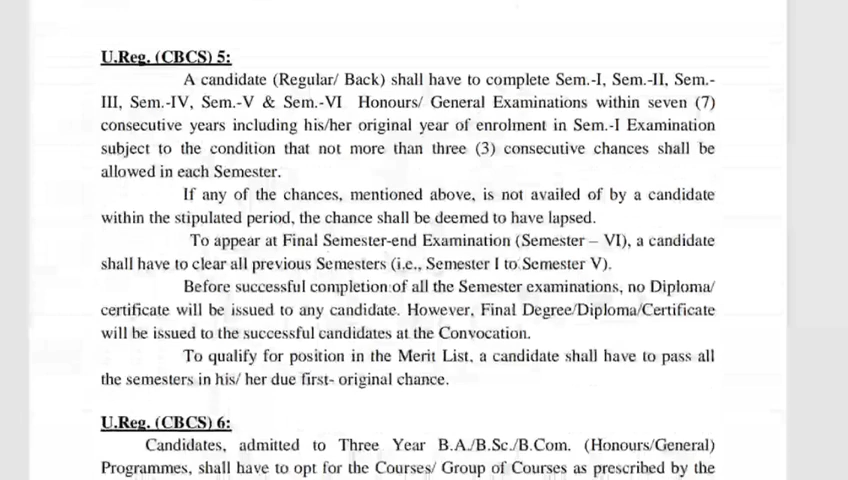 U.Reg. (CBCS) 5:
A candidate (Regular/ Back) shall have to complete Sem.-I, Sem.-II, Sem.-
III, Sem.-IV, Sem.-V & Sem.-VI Honours/ General Examinations within seven (7)
consecutive years including his/her original year of enrolment in Sem.-I Examination
subject to the condition that not more than three (3) consecutive chances shall be
allowed in each Semester.
If any of the chances, mentioned above, is not availed of by a candidate
within the stipulated period, the chance shall be deemed to have lapsed.
To appear at Final Semester-end Examination (Semester – VI), a candidate
shall have to clear all previous Semesters (i.e., Semester I to Semester V).
Before successful completion of all the Semester examinations, no Diploma/
certificate will be issued to any candidate. However, Final Degree/Diploma/Certificate
will be issued to the successful candidates at the Convocation.
To qualify for position in the Merit List, a candidate shall have to pass all
the semesters in his/ her due first- original chance.
U.Reg. (CBCS) 6:
Candidates, admitted to Three Year B.A./B.Sc./B.Com. (Honours/General)
Programmes, shall have to opt for the Courses/ Group of Courses as prescribed by the